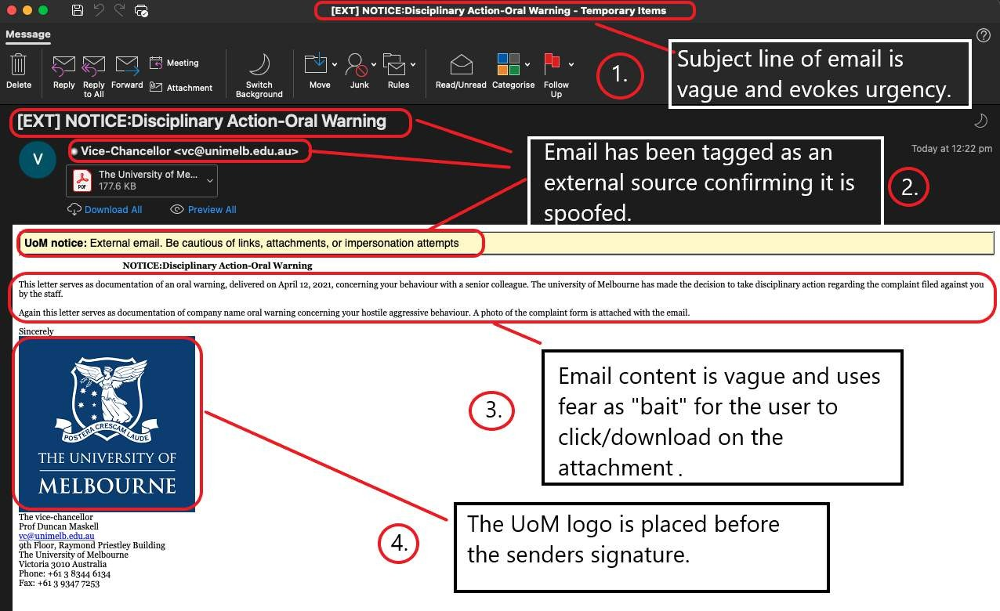 [EXT] NOTICE:Disciplinary Action-Oral Warning - Temporary Items
Message
Delete
Reply
Reply to All
Forward
Meeting
Attachment
Switch Background
Move
Junk
Rules
Read/Unread
Categorise
Follow Up
1.
Subject line of email is
vague and evokes urgency.
[EXT] NOTICE:Disciplinary Action-Oral Warning
V
Vice-Chancellor <vc@unimelb.edu.au>
Today at 12:22 pm
PDF
The University of Me...
177.6 KB
Download All
Preview All
Email has been tagged as an
external source confirming it is
spoofed.
2.
UoM notice: External email. Be cautious of links, attachments, or impersonation attempts
NOTICE:Disciplinary Action-Oral Warning
This letter serves as documentation of an oral warning, delivered on April 12, 2021, concerning your behaviour with a senior colleague. The university of Melbourne has made the decision to take disciplinary action regarding the complaint filed against you
by the staff.
Again this letter serves as documentation of company name oral warning concerning your hostile aggressive behaviour. A photo of the complaint form is attached with the email.
Sincerely
POSTERA CRESCAM LAUDE
THE UNIVERSITY OF
MELBOURNE
3.
Email content is vague and uses
fear as "bait" for the user to
click/download on the
attachment .
4.
The UoM logo is placed before
the senders signature.
The vice-chancellor
Prof Duncan Maskell
vc@unimelb.edu.au
9th Floor, Raymond Priestley Building
The University of Melbourne
Victoria 3010 Australia
Phone: +61 3 8344 6134
Fax: +61 3 9347 7253